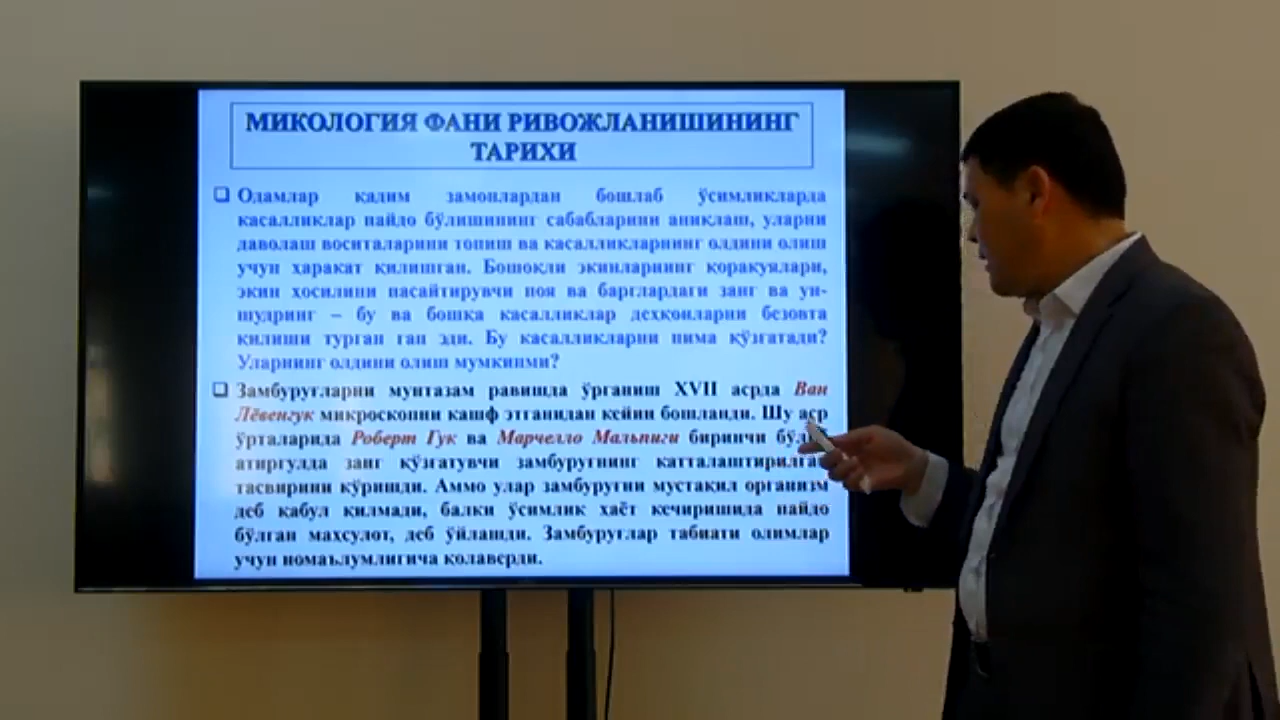 МИКОЛОГИЯ ФАНИ РИВОЖЛАНИШИНИНГ
ТАРИХИ
Одамлар қадим замонлардан бошлаб ўсимликларда
касалликлар пайдо бўлишининг сабабларини аниқлаш, уларни
даволаш воситаларини топиш ва касалликларнинг олдини олиш
учун харакат қилишган. Бошоқли экинларнинг қоракуялари,
экин ҳосилини пасайтирувчи поя ва барглардаги занг ва ун-
шудринг – бу ва бошқа касалликлар деҳқонларни безовта
қилиши турган гап эди. Бу касалликларни нима қўзғатади?
Уларнинг олдини олиш мумкинми?
Замбуруғларни мунтазам равишда ўрганиш XVII асрда Ван
Лёвенгук микроскопни кашф этганидан кейин бошланди. Шу аср
ўрталарида Роберт Гук ва Марчелло Мальпиги биринчи
атиргулда занг қўзғатувчи замбуруғнинг
тасвирини кўришди. Аммо улар замбуруғни мустақил организм
деб қабул қилмади, балки ўсимлик хаёт кечиришида пайдо
бўлган махсулот, деб ўйлашди. Замбуруғлар табиати олимлар
учун номаълумлигича қолаверди.